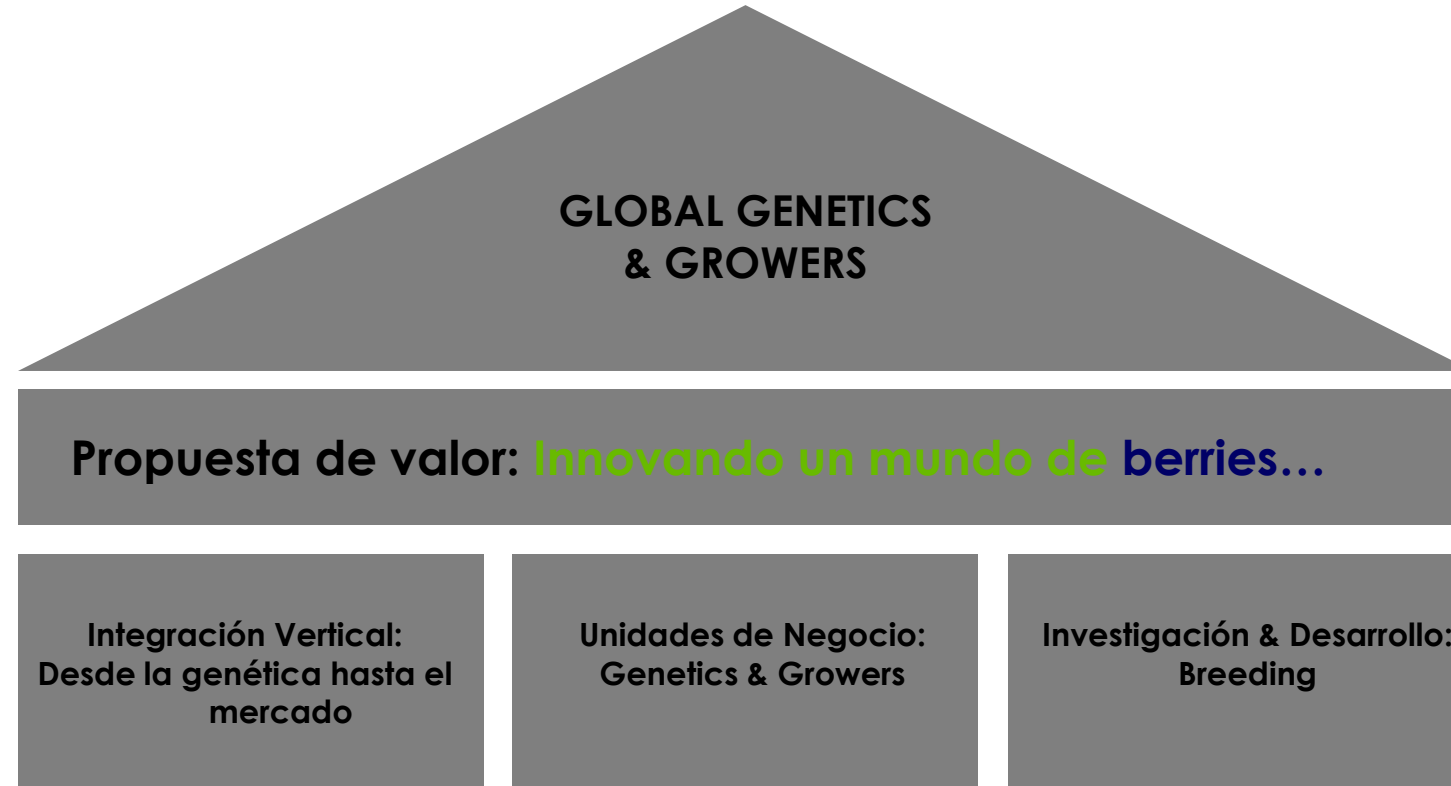 GLOBAL GENETICS
& GROWERS
Propuesta de valor: Innovando un mundo de berries…
Integración Vertical:
Desde la genética hasta el
mercado
Unidades de Negocio:
Genetics & Growers
Investigación & Desarrollo:
Breeding